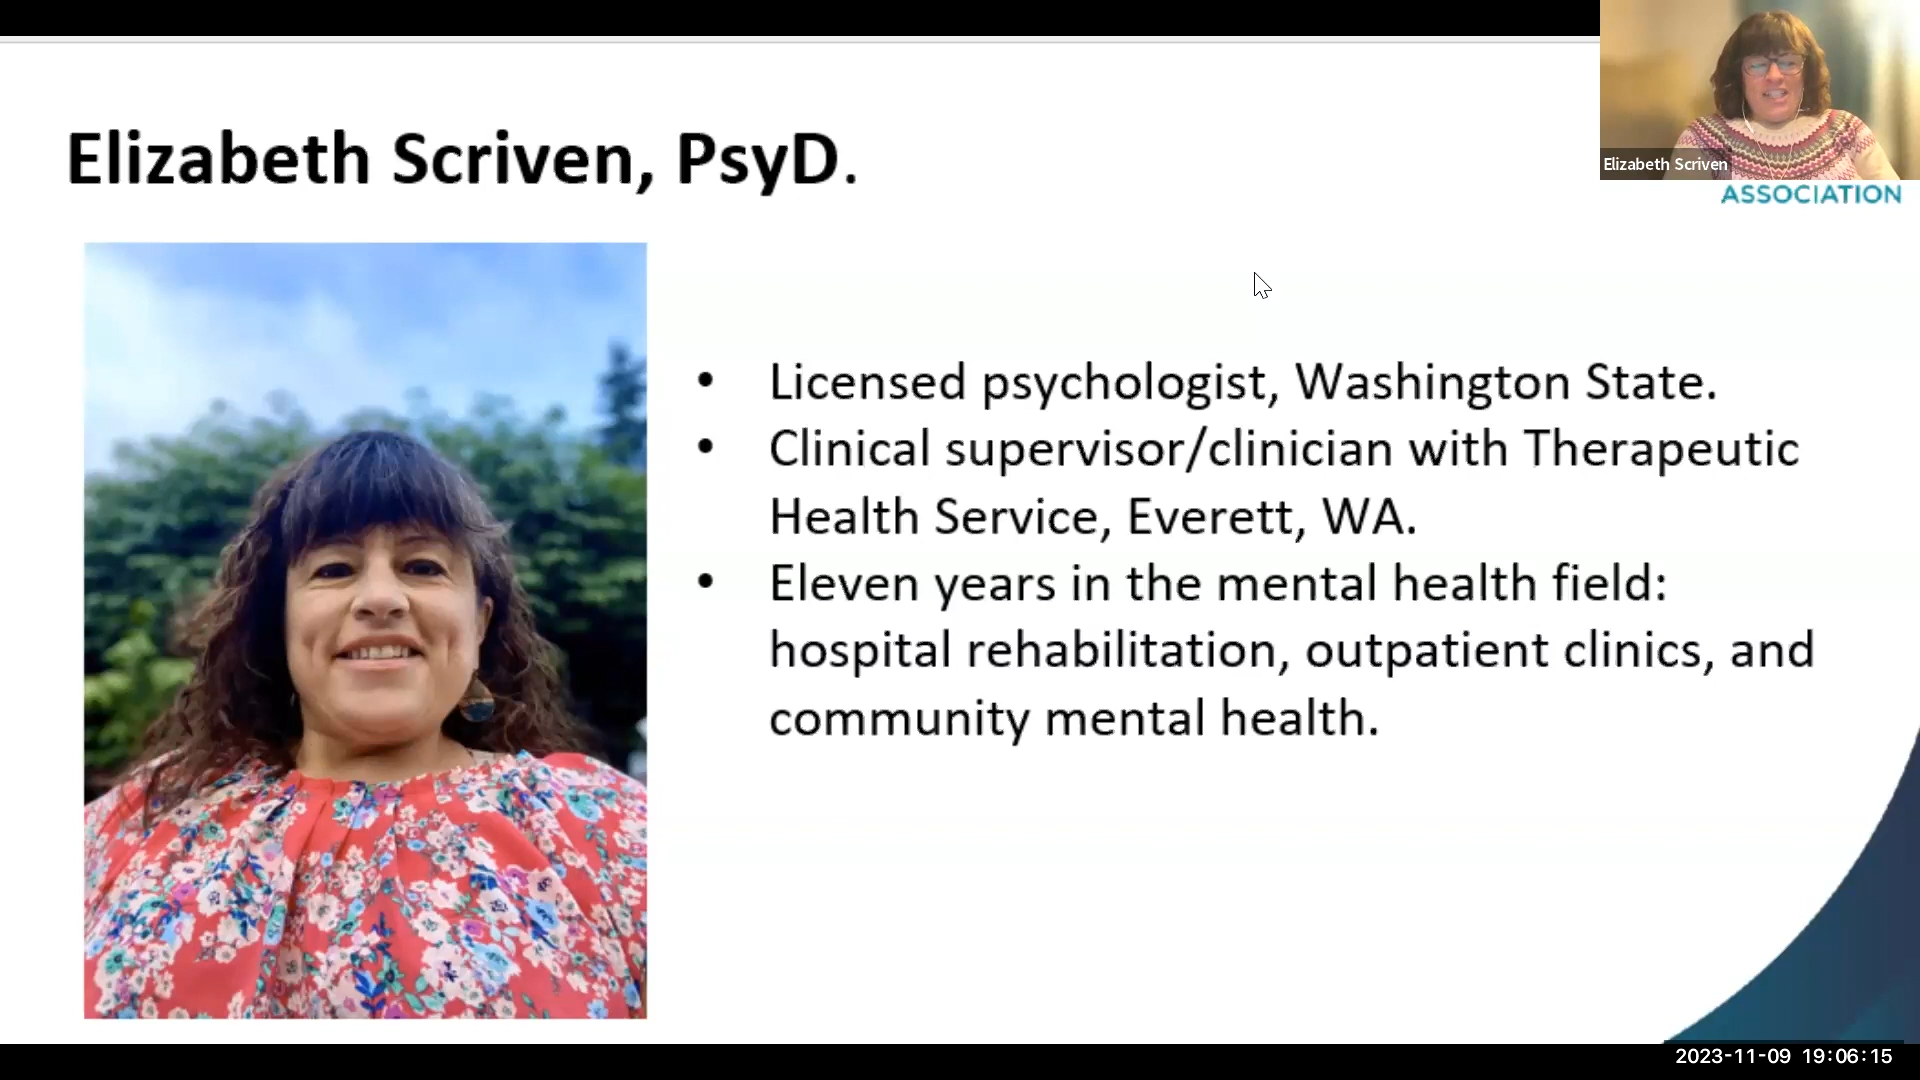 Elizabeth Scriven, PsyD.
Elizabeth Scriven
ASSOCIATION
• Licensed psychologist, Washington State.
• Clinical supervisor/clinician with Therapeutic
Health Service, Everett, WA.
• Eleven years in the mental health field:
hospital rehabilitation, outpatient clinics, and
community mental health.
2023-11-09 19:06:15